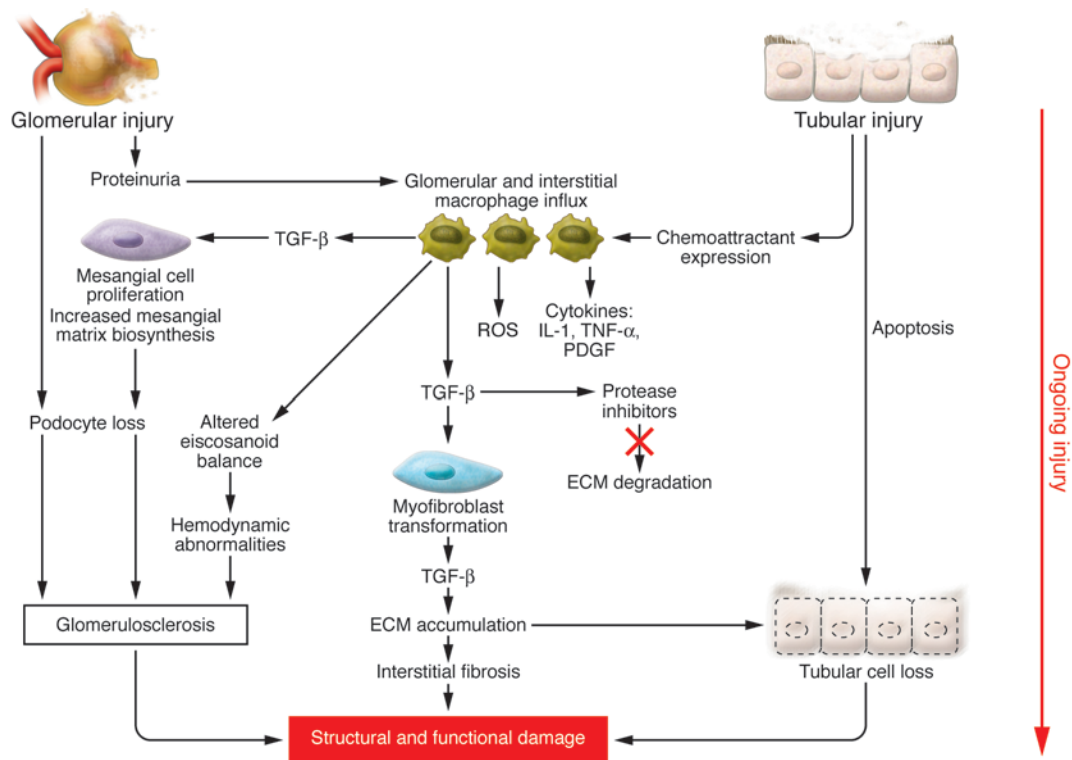 Glomerular injury
Tubular injury
Proteinuria
Glomerular and interstitial
macrophage influx
TGF-β
Chemoattractant
expression
Mesangial cell
proliferation
Increased mesangial
matrix biosynthesis
ROS
Cytokines:
IL-1, TNF-α,
PDGF
Apoptosis
Ongoing injury
TGF-β
Protease
inhibitors
Podocyte loss
Altered
eiscosanoid
balance
ECM degradation
Myofibroblast
transformation
Hemodynamic
abnormalities
TGF-β
Glomerulosclerosis
ECM accumulation
Interstitial fibrosis
Tubular cell loss
Structural and functional damage